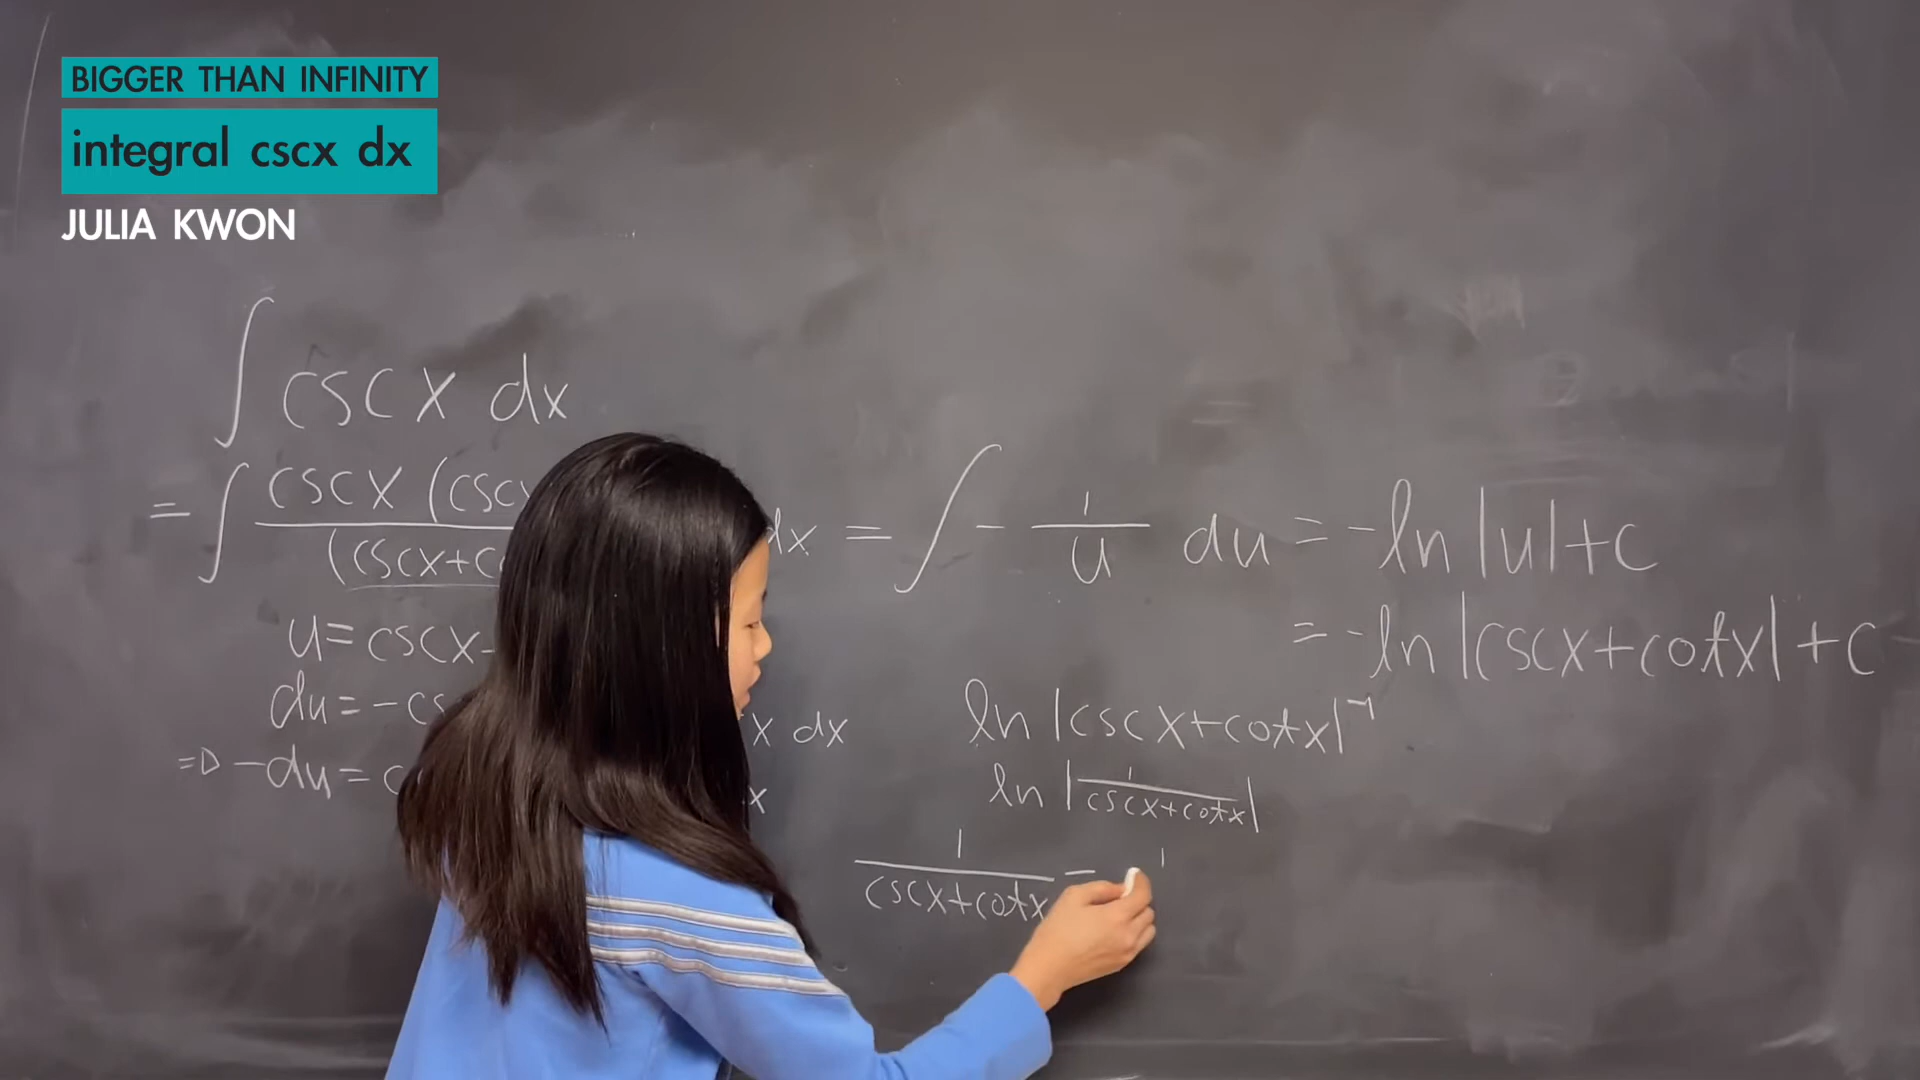 BIGGER THAN INFINITY
integral cscx dx
JULIA KWON
∫ cscx dx
= ∫ cscx (csc
(cscx+c
dx = ∫ - 1/u du = -ln |u|+c
= -ln |cscx+cotx| + c
u= cscx
du= -cs
x dx
=> -du= c
x
ln |cscx+cotx|⁻¹
ln |1/cscx+cotx|
1/cscx+cotx = 1